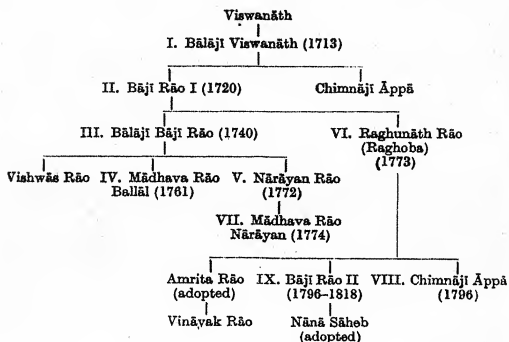 Viswanāth
I. Bālājī Viswanāth (1713)
II. Bājī Rāo I (1720)
Chimnājī Āppā
III. Bālājī Bājī Rāo (1740)
VI. Raghunāth Rāo
(Raghoba)
(1773)
Vishwās Rāo
IV. Mādhava Rāo
Ballāl (1761)
V. Nārāyan Rāo
(1772)
VII. Mādhava Rāo
Nārāyan (1774)
Amrita Rāo
(adopted)
IX. Bājī Rāo II
(1796–1818)
VIII. Chimnājī Āppā
(1796)
Vināyak Rāo
Nānā Sāheb
(adopted)